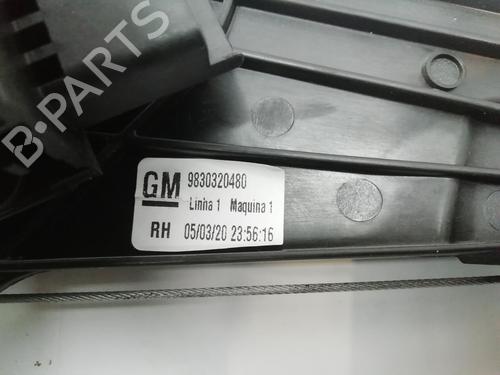 B-PARTS
GM 9830320480
Linha 1 Maquina 1
RH 05/03/20 23:56:16